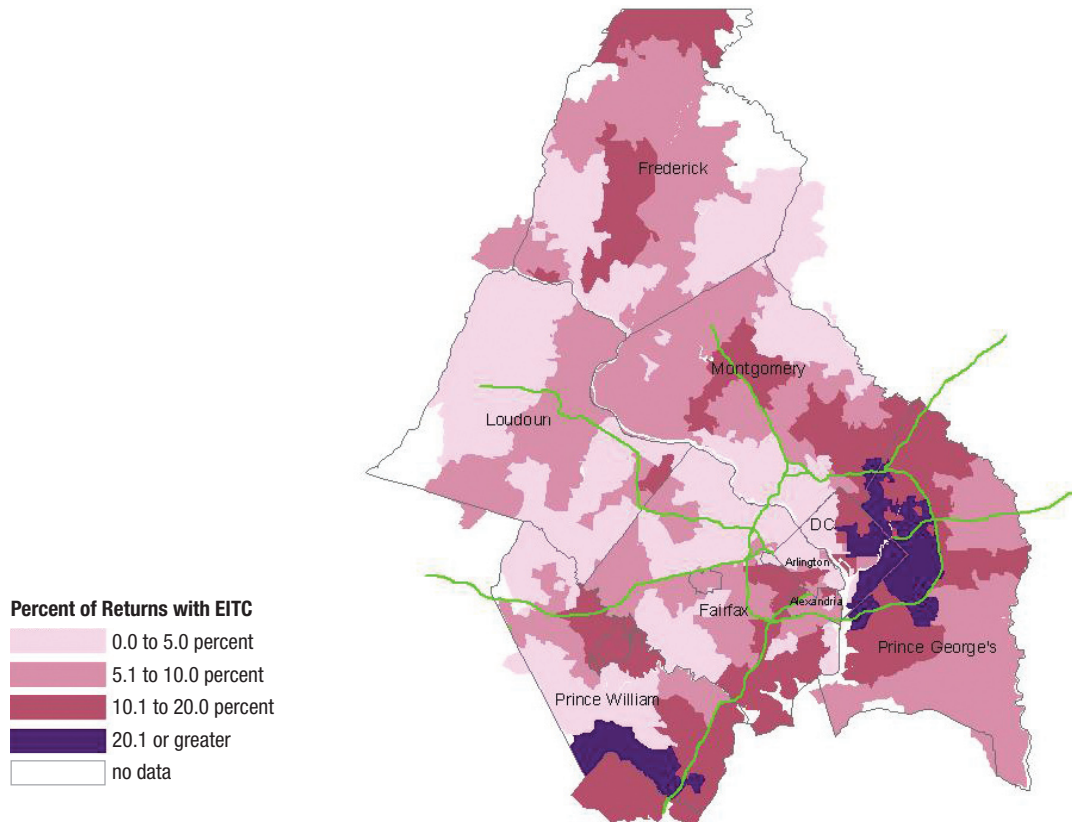 Frederick
Montgomery
Loudoun
DC
Arlington
Alexandria
Fairfax
Prince George's
Prince William
Percent of Returns with EITC
0.0 to 5.0 percent
5.1 to 10.0 percent
10.1 to 20.0 percent
20.1 or greater
no data